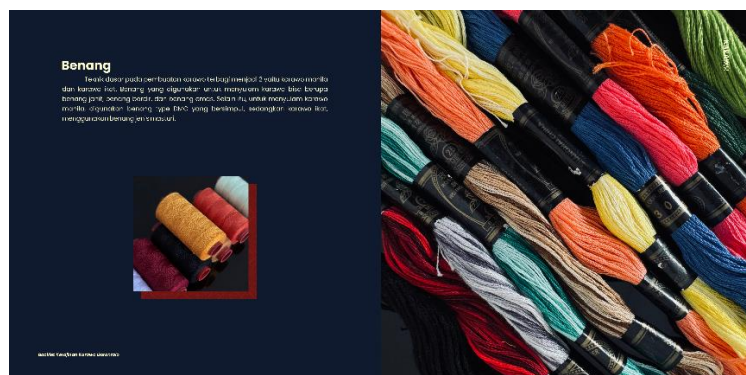 Benang
Teknik dasar pada pembuatan karawo terbagi menjadi 2 yaitu karawo manila
dan karawo ikat. Benang yang digunakan untuk menyulam karawo bisa berupa
benang jahit, benang bordir, dan benang emas. Selain itu, untuk menyulam karawo
manila, digunakan benang type DMC yang bersimpul, sedangkan karawo ikat,
menggunakan benang jenis